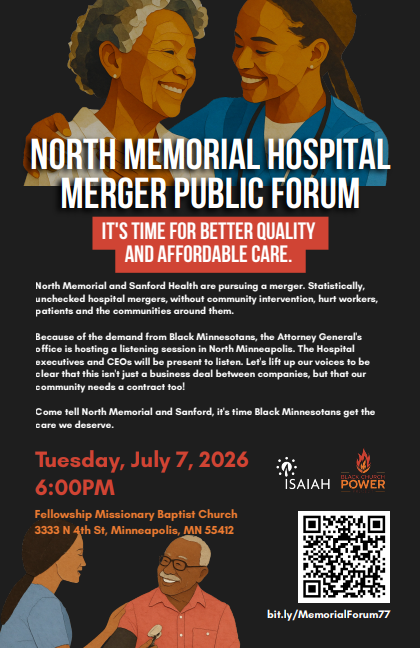 NORTH MEMORIAL HOSPITAL
MERGER PUBLIC FORUM
IT'S TIME FOR BETTER QUALITY
AND AFFORDABLE CARE.
North Memorial and Sanford Health are pursuing a merger. Statistically,
unchecked hospital mergers, without community intervention, hurt workers,
patients and the communities around them.
Because of the demand from Black Minnesotans, the Attorney General's
office is hosting a listening session in North Minneapolis. The Hospital
executives and CEOs will be present to listen. Let's lift up our voices to be
clear that this isn't just a business deal between companies, but that our
community needs a contract too!
Come tell North Memorial and Sanford, it's time Black Minnesotans get the
care we deserve.
Tuesday, July 7, 2026
6:00PM
Fellowship Missionary Baptist Church
3333 N 4th St, Minneapolis, MN 55412
ISAIAH
BLACK CHURCH
POWER
bit.ly/MemorialForum77